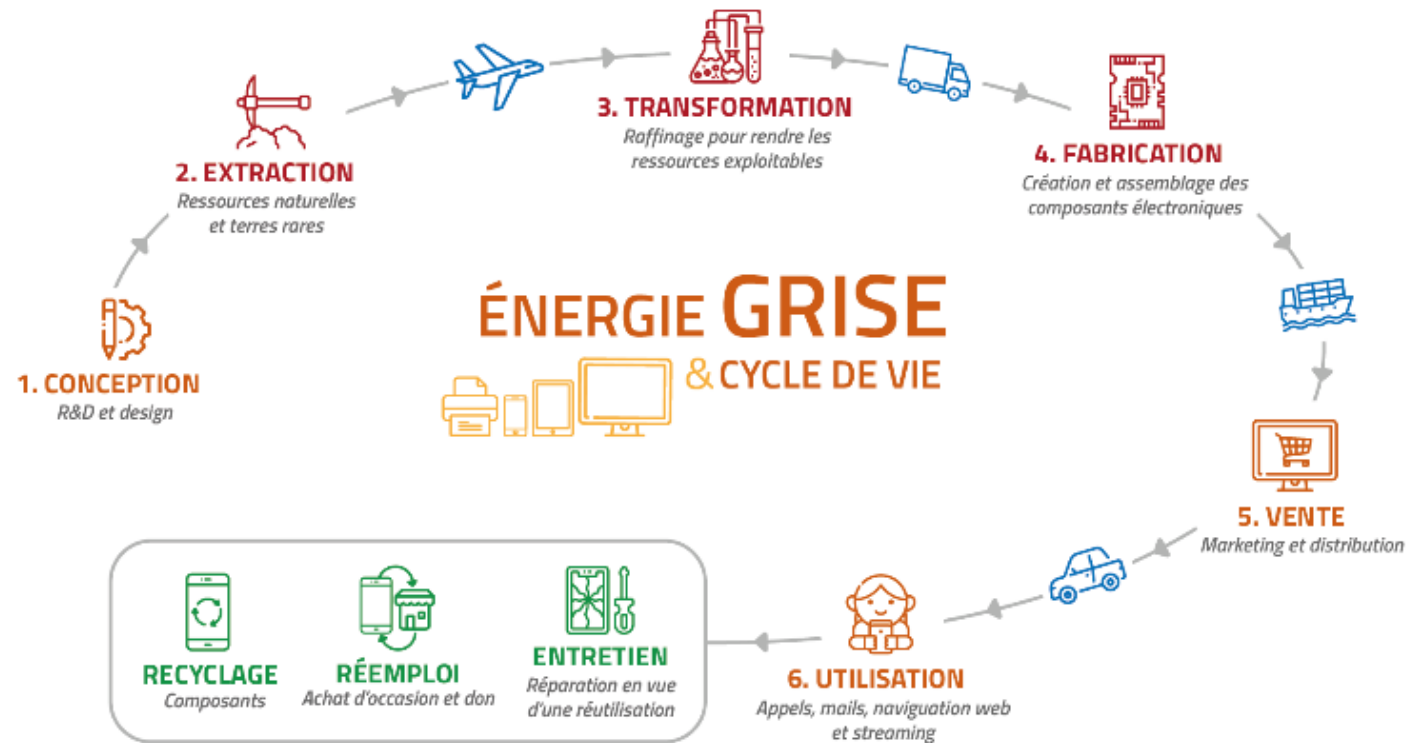 3. TRANSFORMATION
Raffinage pour rendre les
ressources exploitables
2. EXTRACTION
Ressources naturelles
et terres rares
4. FABRICATION
Création et assemblage des
composants électroniques
ÉNERGIE GRISE
& CYCLE DE VIE
1. CONCEPTION
R&D et design
5. VENTE
Marketing et distribution
RECYCLAGE
Composants
RÉEMPLOI
Achat d'occasion et don
ENTRETIEN
Réparation en vue
d'une réutilisation
6. UTILISATION
Appels, mails, naviguation web
et streaming